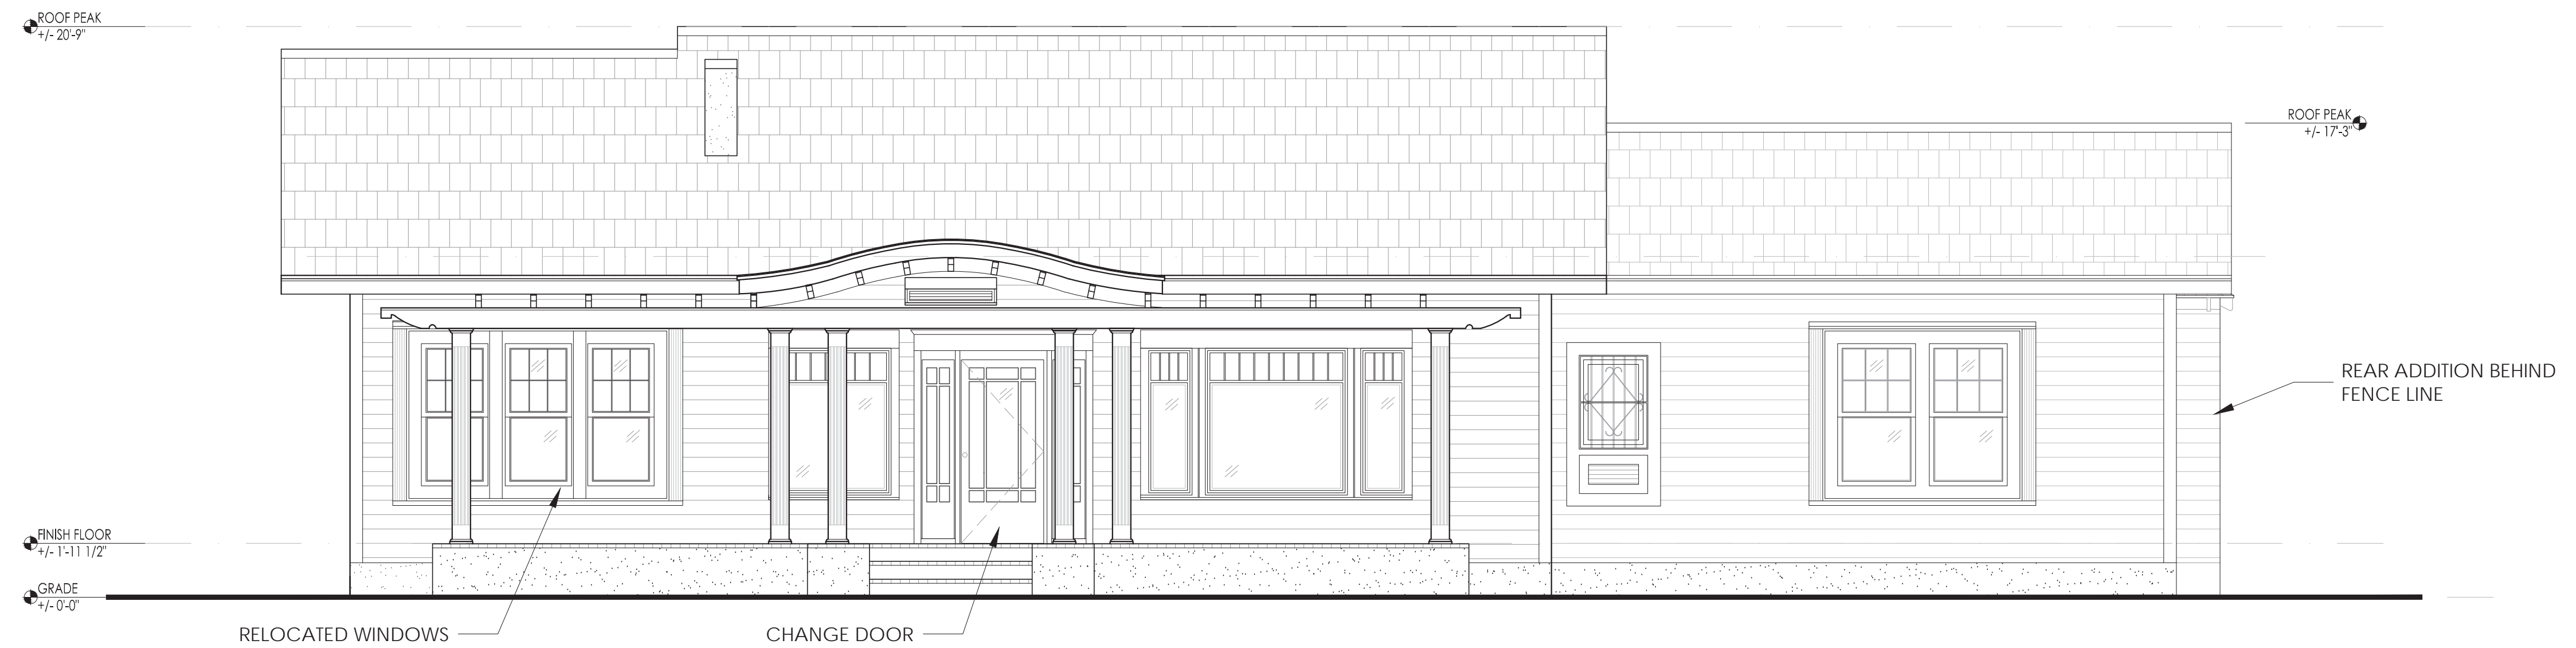 ROOF PEAK
+/- 20'-9"
ROOF PEAK
+/- 17'-3"
REAR ADDITION BEHIND
FENCE LINE
FINISH FLOOR
+/- 1'-11 1/2"
GRADE
+/- 0'-0"
RELOCATED WINDOWS
CHANGE DOOR